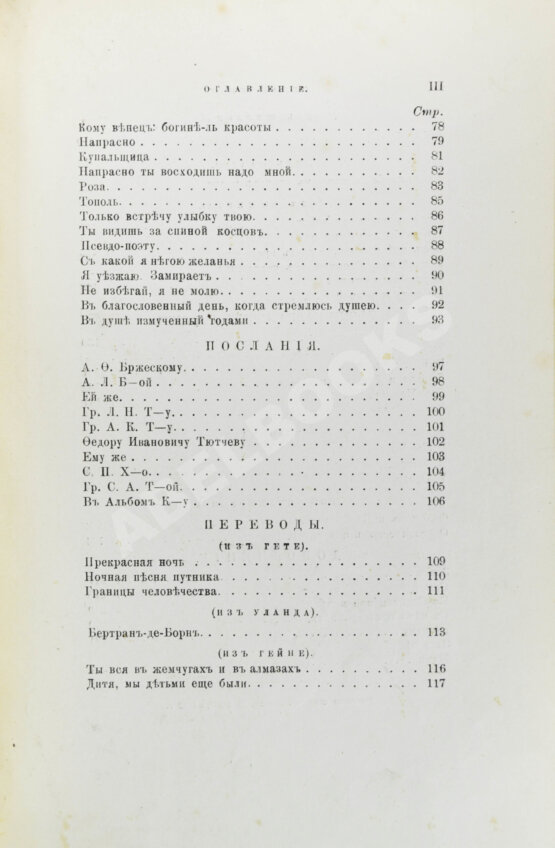 ОГЛАВЛЕНІЕ. III
Стр.
Кому вѣнецъ: богинѣ-ль красоты . . . . . . . . . . . . 78
Напрасно . . . . . . . . . . . . . . . . . . . . 79
Купальщица . . . . . . . . . . . . . . . . . . . 81
Напрасно ты восходишь надо мной. . . . . . . . . . . 82
Роза. . . . . . . . . . . . . . . . . . . . . . 83
Тополь. . . . . . . . . . . . . . . . . . . . . 85
Только встрѣчу улыбку твою. . . . . . . . . . . . . 86
Ты видишь за спиной косцовъ. . . . . . . . . . . . . 87
Псевдо-поэту. . . . . . . . . . . . . . . . . . . 88
Съ какой я нѣгою желанья . . . . . . . . . . . . . 89
Я уѣзжаю. Замираетъ . . . . . . . . . . . . . . . 90
Не избѣгай, я не молю. . . . . . . . . . . . . . . 91
Въ благословенный день, когда стремлюсь душею. . . . 92
Въ душѣ измученный годами . . . . . . . . . . . . . 93
ПОСЛАНІЯ.
А. Ѳ. Бржескому. . . . . . . . . . . . . . . . . . 97
А. Л. Б—ой . . . . . . . . . . . . . . . . . . . 98
Ей же. . . . . . . . . . . . . . . . . . . . . . 99
Гр. Л. Н. Т—у. . . . . . . . . . . . . . . . . . 100
Гр. А. К. Т—у. . . . . . . . . . . . . . . . . . 101
Ѳедору Ивановичу Тютчеву . . . . . . . . . . . . . 102
Ему же . . . . . . . . . . . . . . . . . . . . . 103
С. П. Х—о. . . . . . . . . . . . . . . . . . . . 104
Гр. С. А. Т—ой. . . . . . . . . . . . . . . . . . 105
Въ Альбомъ К—у . . . . . . . . . . . . . . . . . 106
ПЕРЕВОДЫ.
(ИЗЪ ГЕТЕ).
Прекрасная ночь . . . . . . . . . . . . . . . . . 109
Ночная пѣсня путника. . . . . . . . . . . . . . . 110
Границы человѣчества. . . . . . . . . . . . . . . 111
(ИЗЪ УЛАНДА).
Бертранъ-де-Борнъ. . . . . . . . . . . . . . . . . 113
(ИЗЪ ГЕЙНЕ).
Ты вся въ жемчугахъ и въ алмазахъ . . . . . . . . . 116
Дитя, мы дѣтьми еще были. . . . . . . . . . . . . . 117